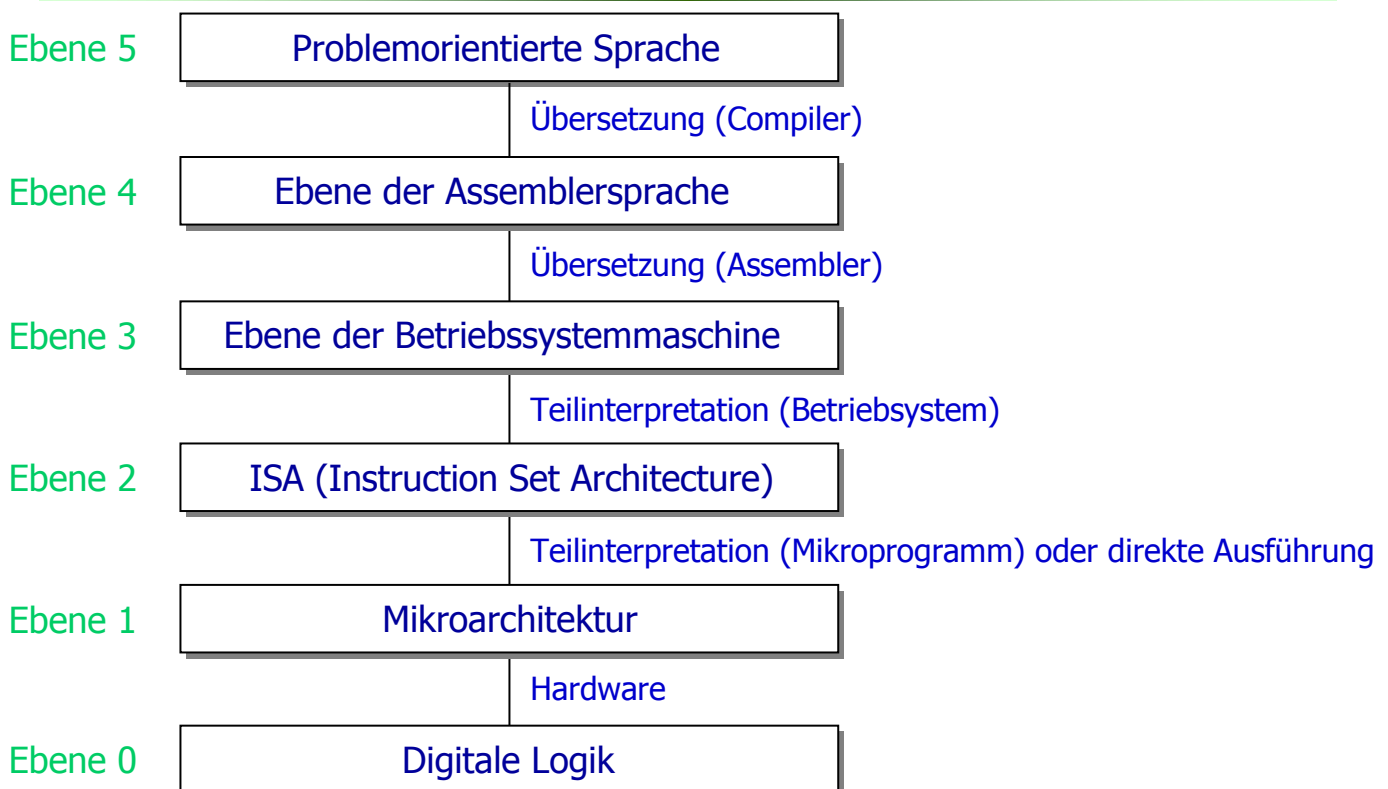 Ebene 5 Problemorientierte Sprache
Übersetzung (Compiler)
Ebene 4 Ebene der Assemblersprache
Übersetzung (Assembler)
Ebene 3 Ebene der Betriebssystemmaschine
Teilinterpretation (Betriebsystem)
Ebene 2 ISA (Instruction Set Architecture)
Teilinterpretation (Mikroprogramm) oder direkte Ausführung
Ebene 1 Mikroarchitektur
Hardware
Ebene 0 Digitale Logik